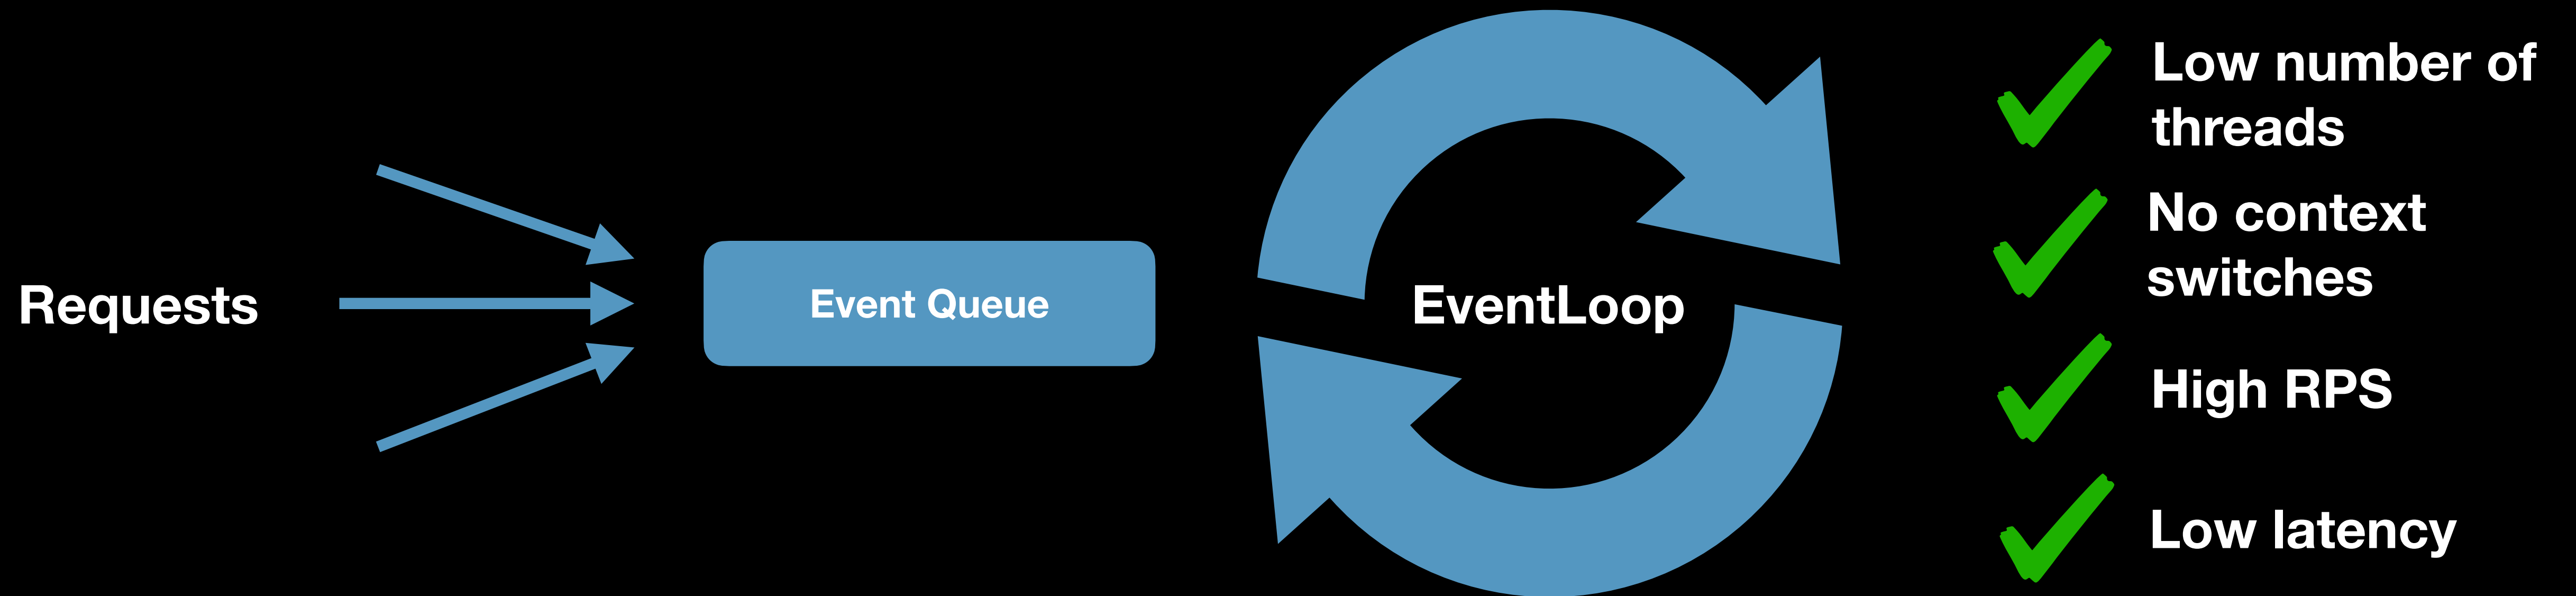 Requests
Event Queue
EventLoop
Low number of
threads
No context
switches
High RPS
Low latency